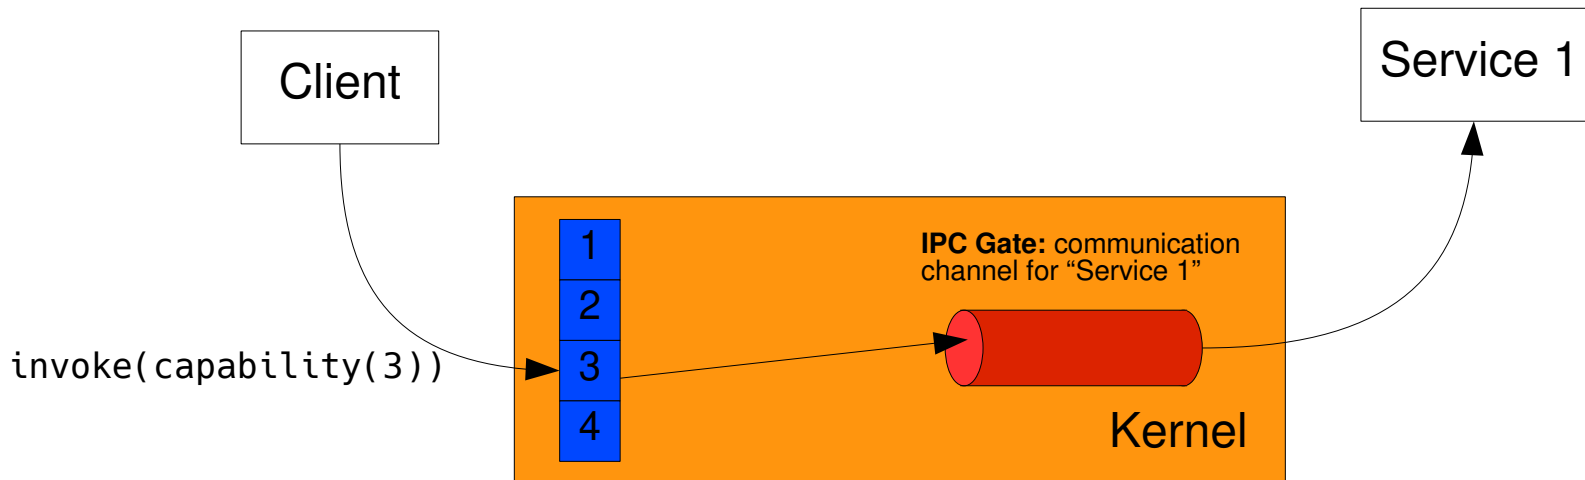 Client
Service 1
1
2
3
4
IPC Gate: communication
channel for “Service 1”
invoke(capability(3))
Kernel